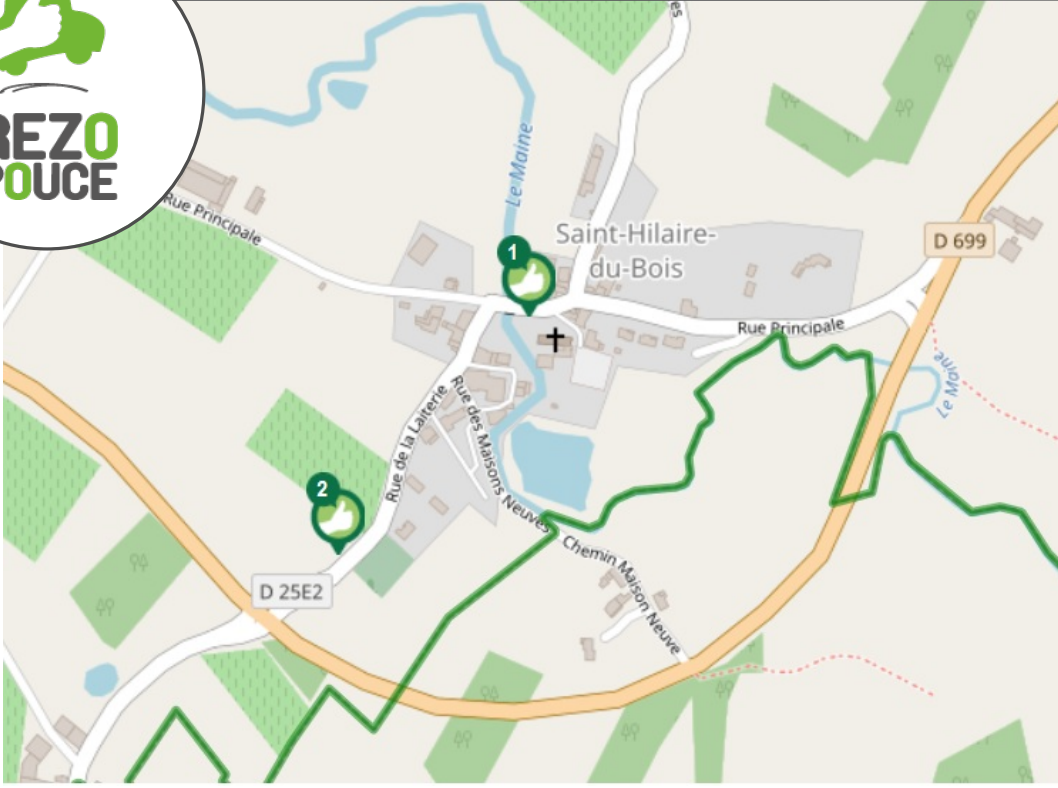 REZO
POUCE
es
Le Maine
Rue Principale
Saint-Hilaire-
du-Bois
1
D 699
Rue Principale
Le Maine
Rue de la Laiterie
Rue des Maisons Neuves
2
Chemin Maison Neuve
D 25E2